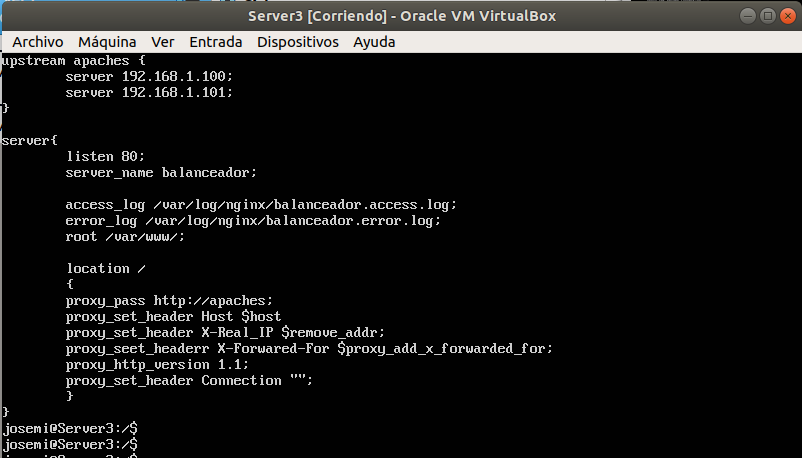 Server3 [Corriendo] - Oracle VM VirtualBox
Archivo Máquina Ver Entrada Dispositivos Ayuda
upstream apaches {
        server 192.168.1.100;
        server 192.168.1.101;
}

server{
        listen 80;
        server_name balanceador;

        access_log /var/log/nginx/balanceador.access.log;
        error_log /var/log/nginx/balanceador.error.log;
        root /var/www/;

        location /
        {
        proxy_pass http://apaches;
        proxy_set_header Host $host
        proxy_set_header X-Real_IP $remove_addr;
        proxy_seet_headerr X-Forwared-For $proxy_add_x_forwarded_for;
        proxy_http_version 1.1;
        proxy_set_header Connection "";
        }
}
josemi@Server3:/$
josemi@Server3:/$
josemi@Server3:/$